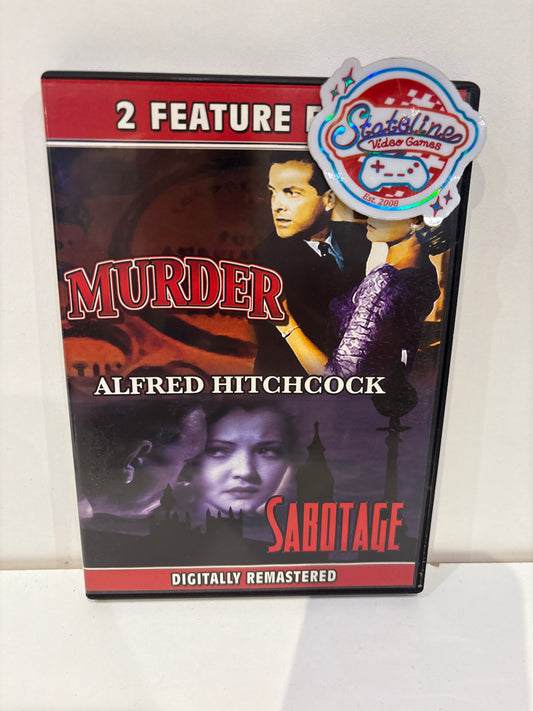 2 FEATURE
Stateline
Video Games
Est. 2008
MURDER
ALFRED HITCHCOCK
SABOTAGE
DIGITALLY REMASTERED